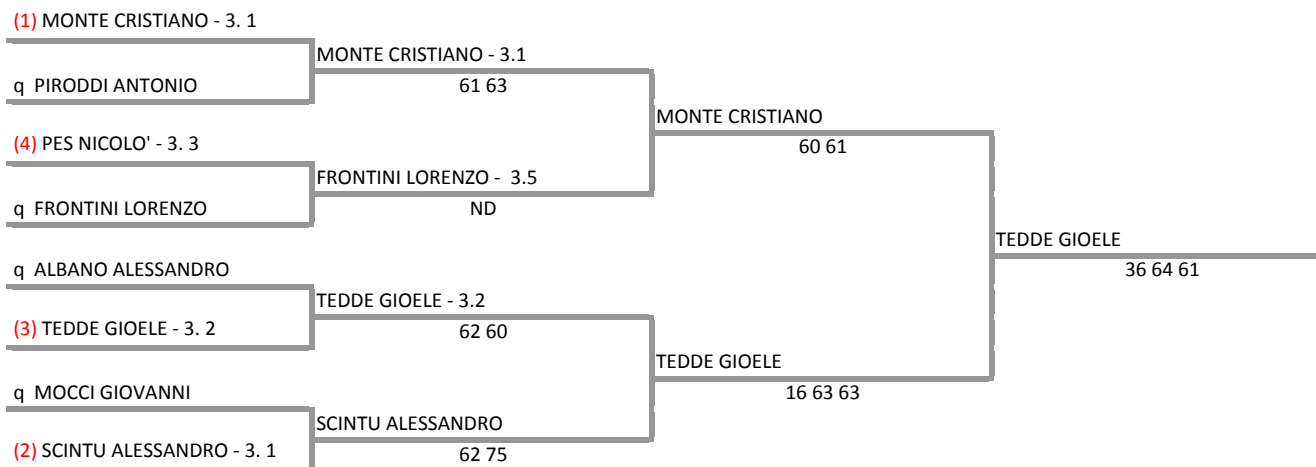 (1) MONTE CRISTIANO - 3. 1
MONTE CRISTIANO - 3.1
q PIRODDI ANTONIO
61 63
MONTE CRISTIANO
(4) PES NICOLO' - 3. 3
60 61
FRONTINI LORENZO - 3.5
q FRONTINI LORENZO
ND
TEDDE GIOELE
q ALBANO ALESSANDRO
36 64 61
TEDDE GIOELE - 3.2
(3) TEDDE GIOELE - 3. 2
62 60
TEDDE GIOELE
q MOCCI GIOVANNI
16 63 63
SCINTU ALESSANDRO
(2) SCINTU ALESSANDRO - 3. 1
62 75